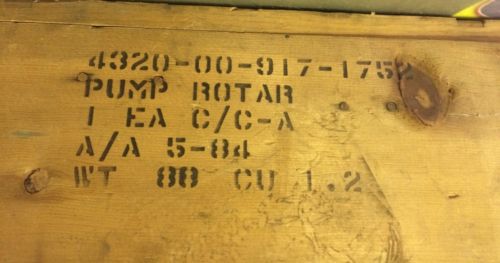 4320-00-917-1752
PUMP ROTAR
1 EA C/C-A
A/A 5-84
WT 88 CU 1.2